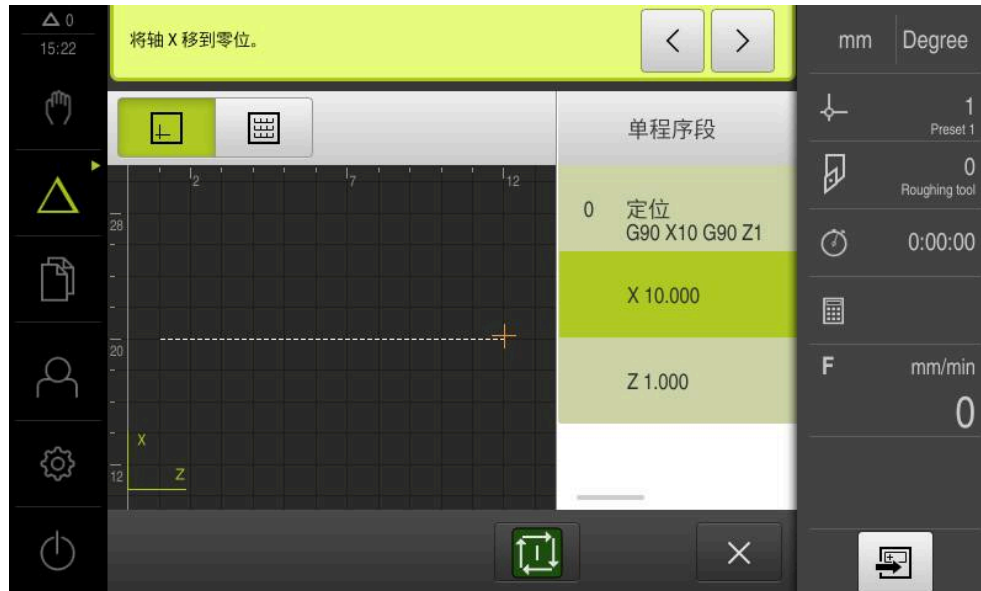 0
15:22
将轴 X 移到零位。
mm
Degree
1
Preset 1
0
Roughing tool
0:00:00
F
mm/min
0
单程序段
0 定位
G90 X10 G90 Z1
X 10.000
Z 1.000
2
7
12
28
20
12
X
Z